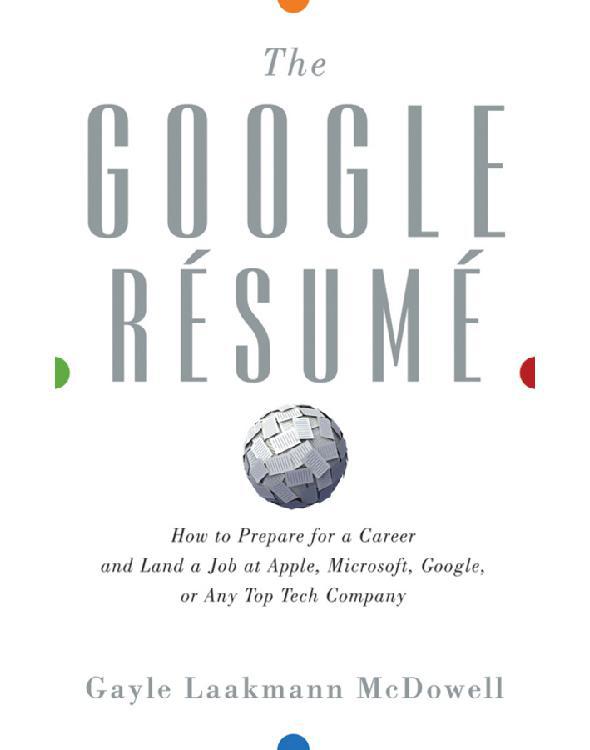 The
GOOGLE
RÉSUMÉ
How to Prepare for a Career
and Land a Job at Apple, Microsoft, Google,
or Any Top Tech Company
Gayle Laakmann McDowell